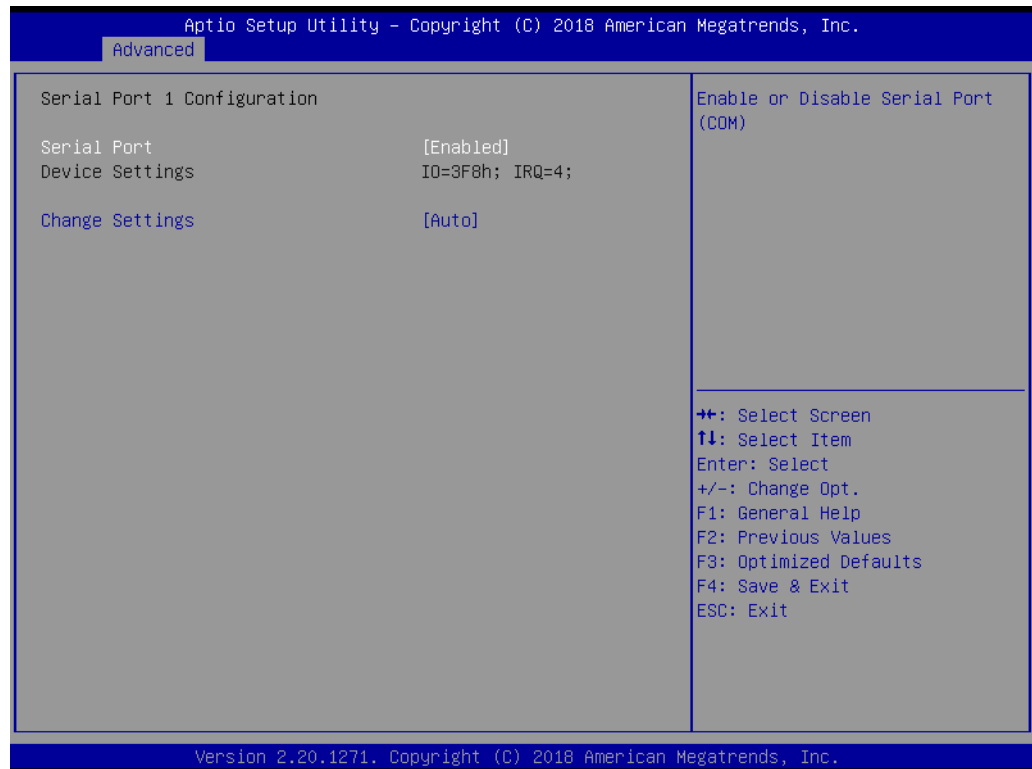 Aptio Setup Utility – Copyright (C) 2018 American Megatrends, Inc.
Advanced
Serial Port 1 Configuration
Serial Port [Enabled]
Device Settings IO=3F8h; IRQ=4;
Change Settings [Auto]
Enable or Disable Serial Port
(COM)
→←: Select Screen
↑↓: Select Item
Enter: Select
+/-: Change Opt.
F1: General Help
F2: Previous Values
F3: Optimized Defaults
F4: Save & Exit
ESC: Exit
Version 2.20.1271. Copyright (C) 2018 American Megatrends, Inc.